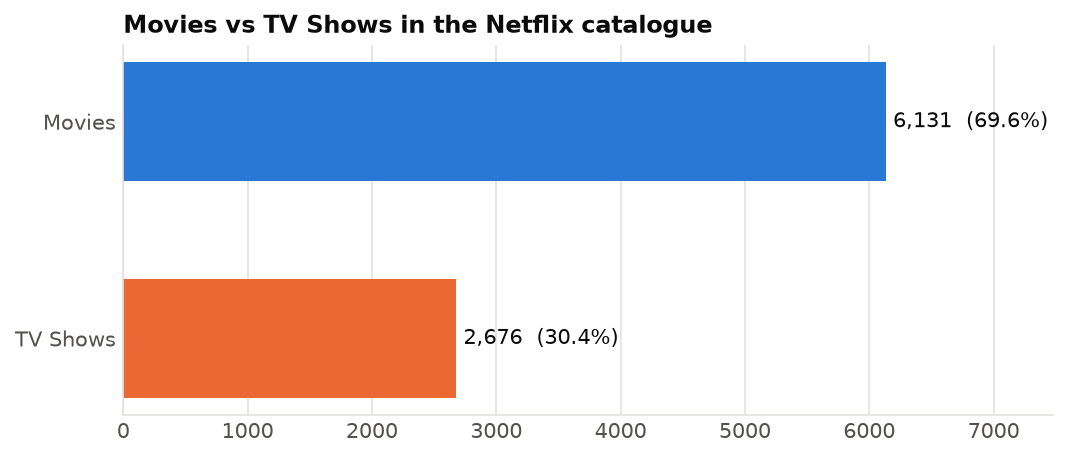 Movies vs TV Shows in the Netflix catalogue
Movies
6,131 (69.6%)
TV Shows
2,676 (30.4%)
0 1000 2000 3000 4000 5000 6000 7000